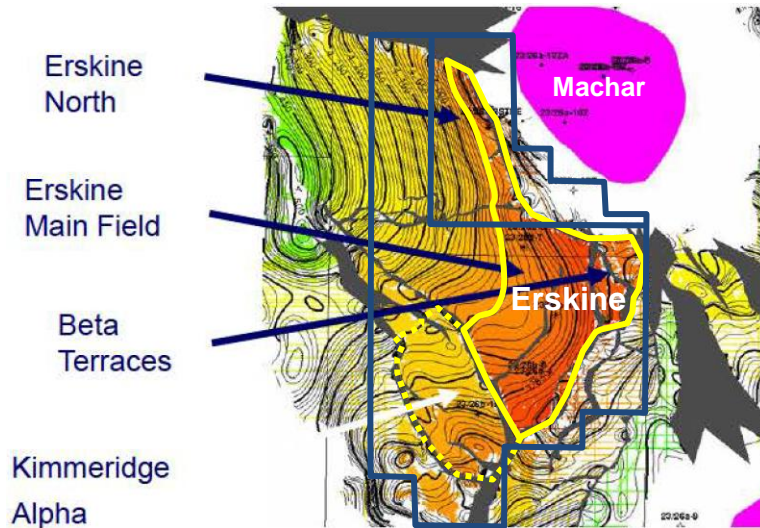 Erskine
North
Machar
Erskine
Main Field
Erskine
Beta
Terraces
Kimmeridge
Alpha